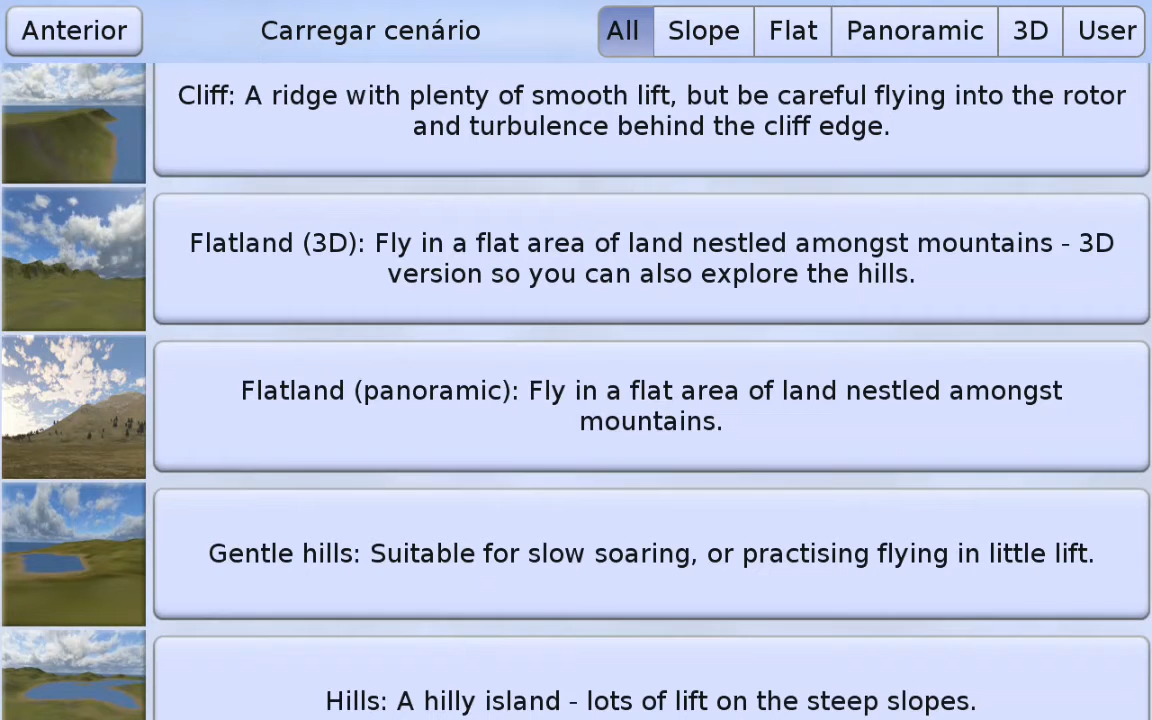 Anterior
Carregar cenário
All
Slope
Flat
Panoramic
3D
User
Cliff: A ridge with plenty of smooth lift, but be careful flying into the rotor
and turbulence behind the cliff edge.
Flatland (3D): Fly in a flat area of land nestled amongst mountains - 3D
version so you can also explore the hills.
Flatland (panoramic): Fly in a flat area of land nestled amongst
mountains.
Gentle hills: Suitable for slow soaring, or practising flying in little lift.
Hills: A hilly island - lots of lift on the steep slopes.